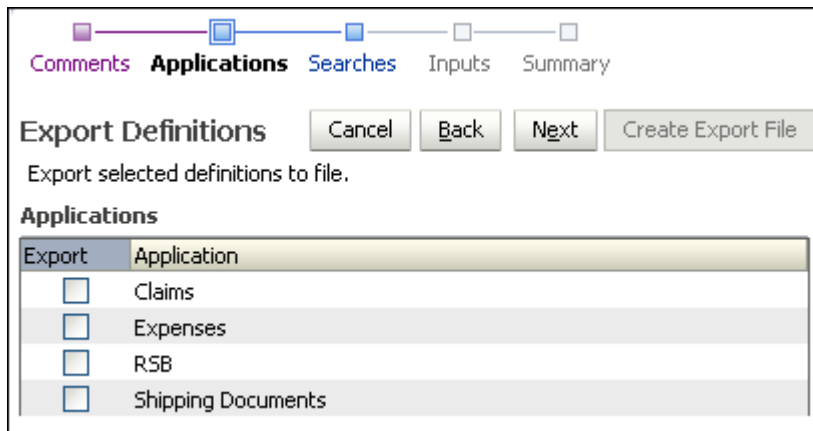 Comments Applications Searches Inputs Summary
Export Definitions Cancel Back Next Create Export File
Export selected definitions to file.
Applications
Export Application
Claims
Expenses
RSB
Shipping Documents